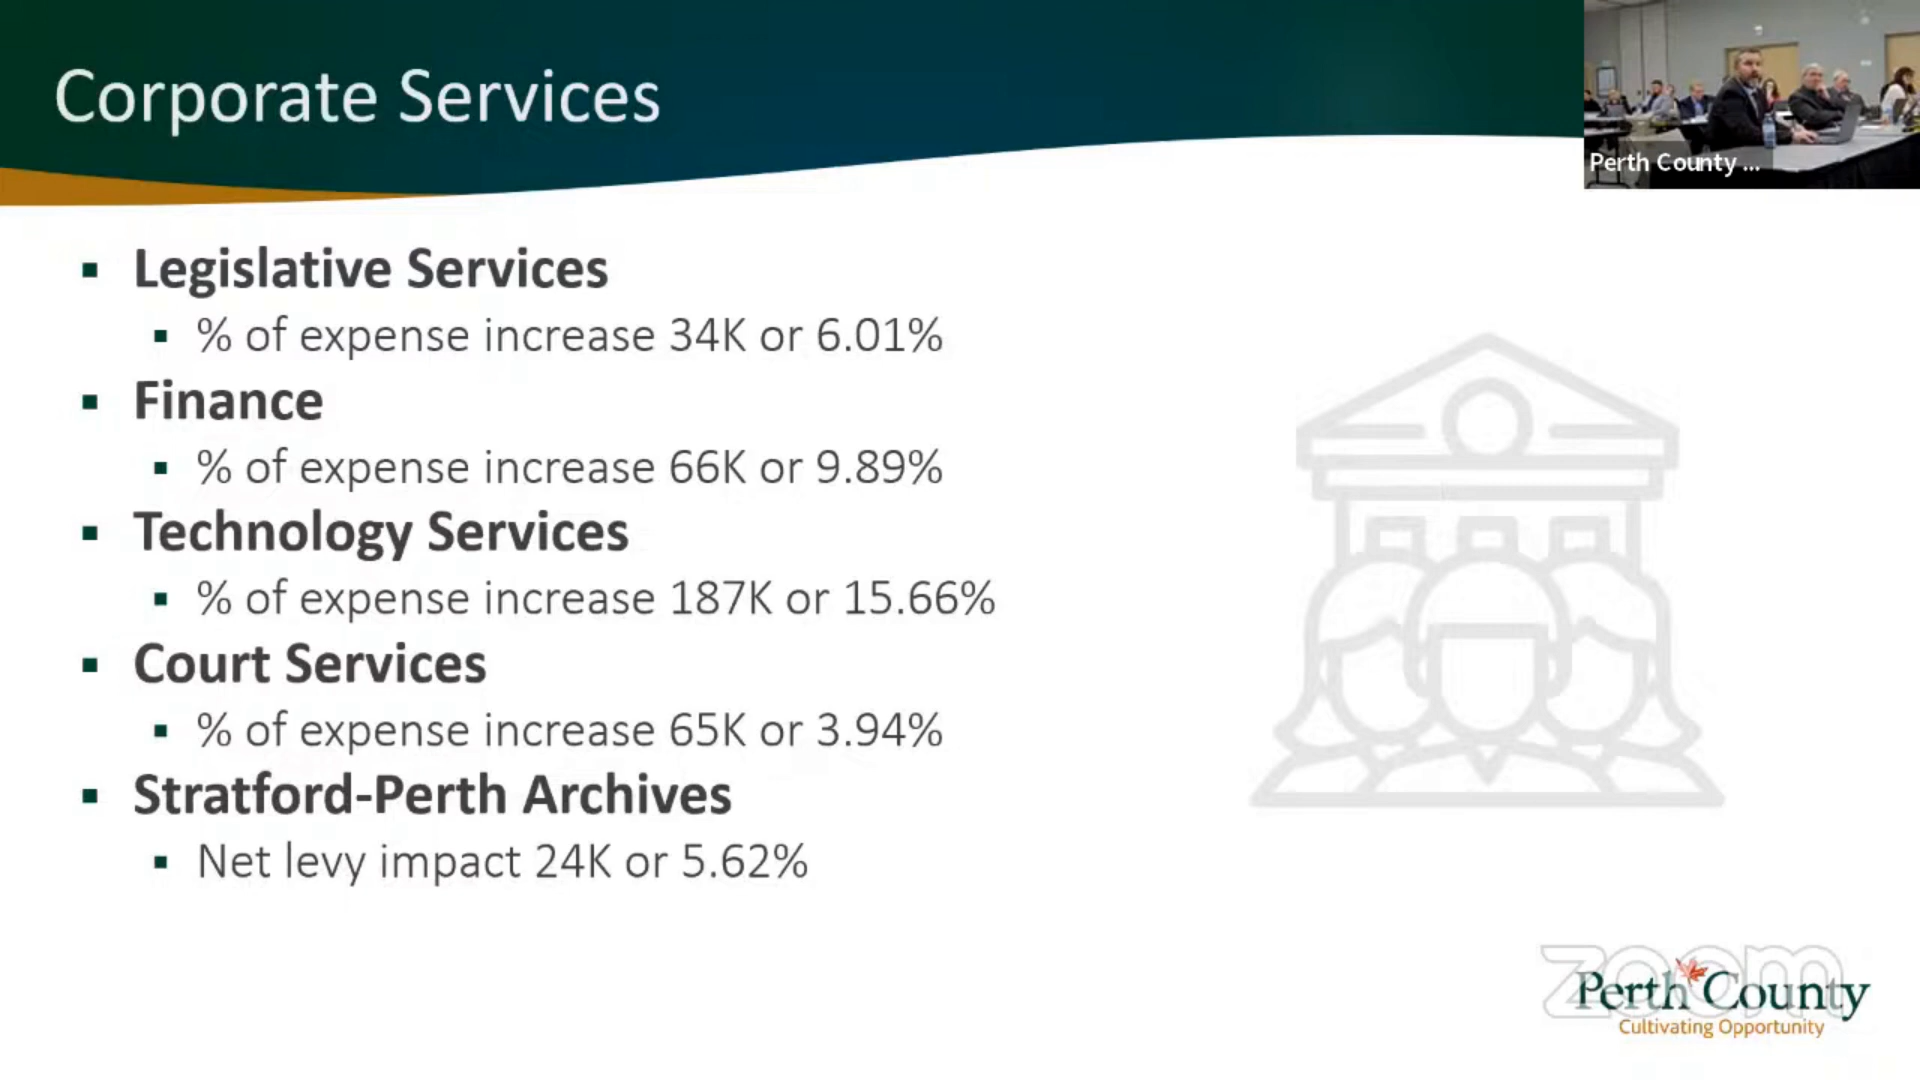 Corporate Services
Perth County ...
▪ Legislative Services
▪ % of expense increase 34K or 6.01%
▪ Finance
▪ % of expense increase 66K or 9.89%
▪ Technology Services
▪ % of expense increase 187K or 15.66%
▪ Court Services
▪ % of expense increase 65K or 3.94%
▪ Stratford-Perth Archives
▪ Net levy impact 24K or 5.62%
zoom
Perth County
Cultivating Opportunity